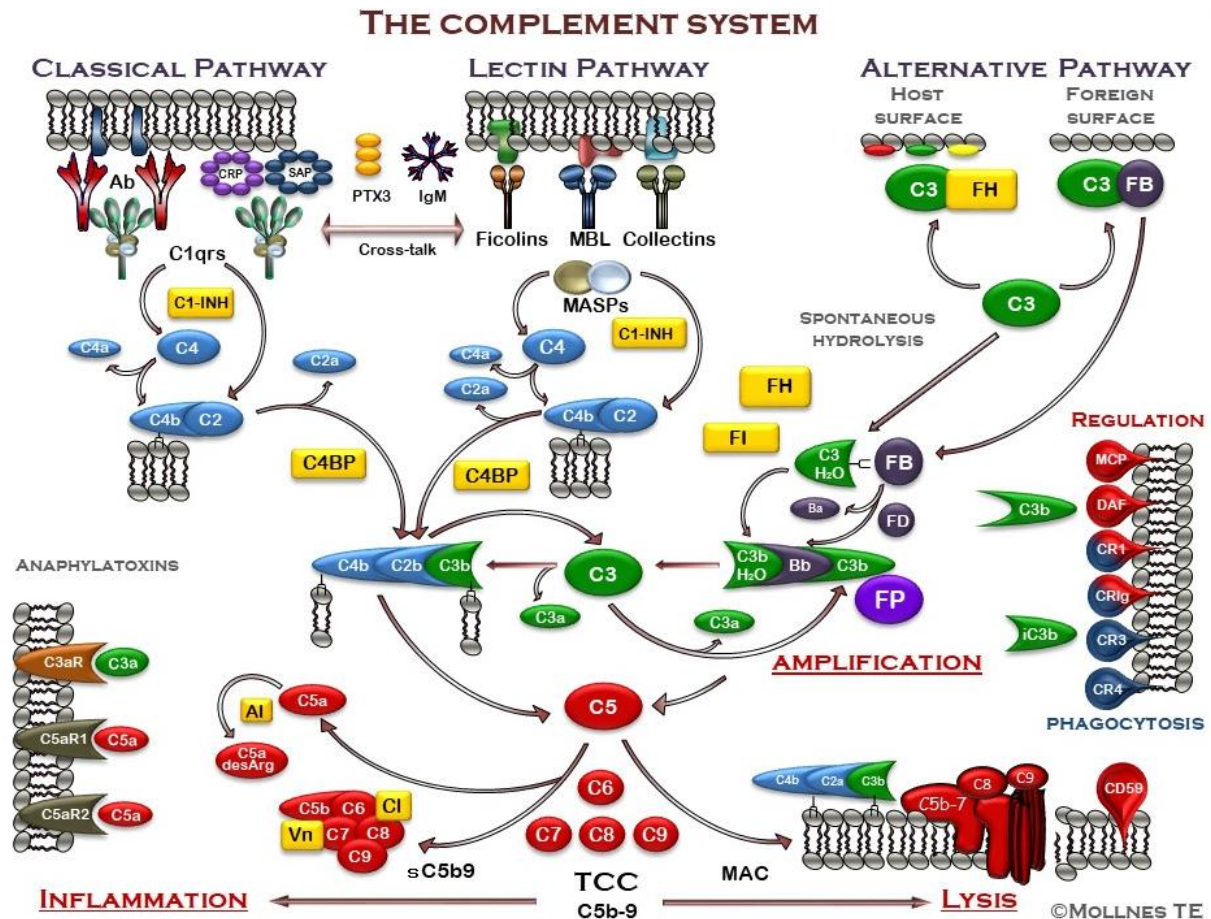 THE COMPLEMENT SYSTEM
CLASSICAL PATHWAY
LECTIN PATHWAY
ALTERNATIVE PATHWAY
HOST
SURFACE
FOREIGN
SURFACE
Ab
CRP
SAP
PTX3
IgM
Cross-talk
Ficolins
MBL
Collectins
C3
FH
C3
FB
C1qrs
C1-INH
C4a
C4
C2a
C4b
C2
C4BP
MASPs
C1-INH
C4
C4a
C2a
C4b
C2
C4BP
C3
SPONTANEOUS
HYDROLYSIS
FH
FI
C3
H₂O
FB
Ba
FD
C4b
C2b
C3b
C3
C3a
C3b
H₂O
Bb
C3b
FP
C3a
AMPLIFICATION
REGULATION
MCP
DAF
CR1
CRIg
CR3
CR4
C3b
iC3b
PHAGOCYTOSIS
ANAPHYLATOXINS
C3aR
C3a
C5aR1
C5a
C5aR2
C5a
C5
C5a
AI
C5a
desArg
C5b
C6
CI
Vn
C7
C8
C9
sC5b9
C6
C7
C8
C9
TCC
C5b-9
MAC
C4b
C2a
C3b
C5b-7
C8
C9
CD59
INFLAMMATION
LYSIS
©MOLLNES TE